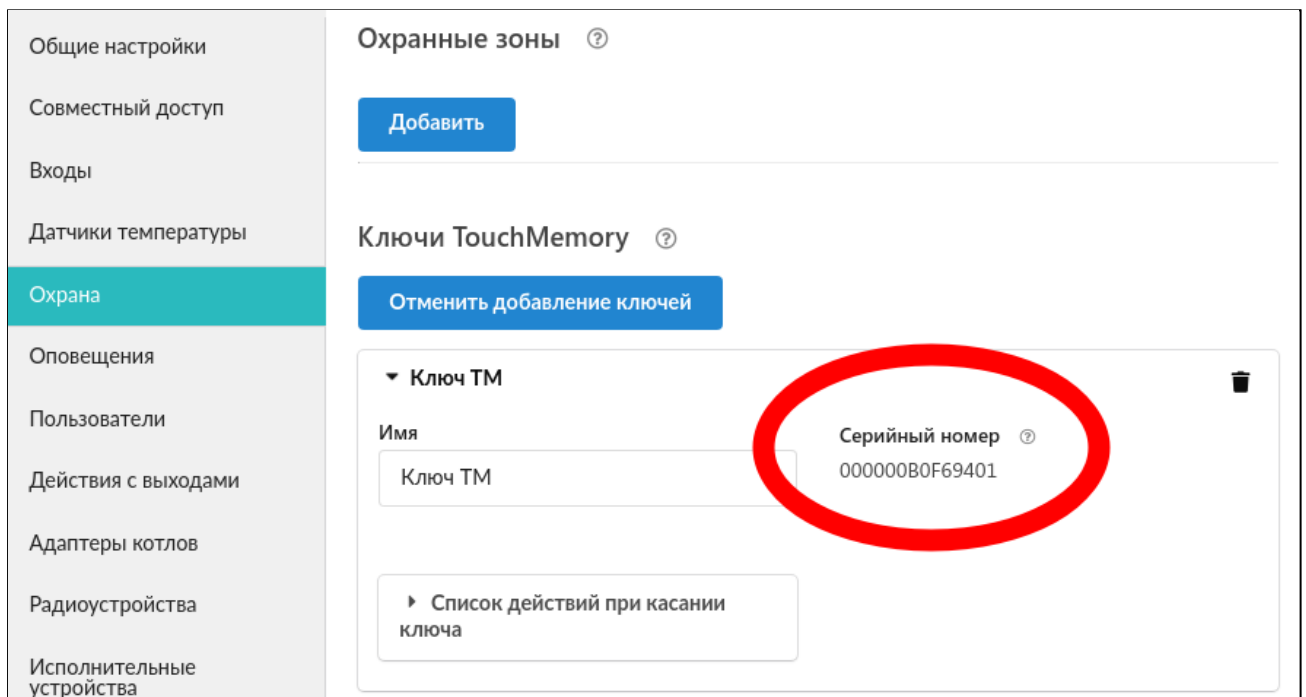 Общие настройки
Совместный доступ
Входы
Датчики температуры
Охрана
Оповещения
Пользователи
Действия с выходами
Адаптеры котлов
Радиоустройства
Исполнительные
устройства
Охранные зоны ?
Добавить
Ключи TouchMemory ?
Отменить добавление ключей
Ключ ТМ
Имя
Ключ ТМ
Серийный номер ?
000000B0F69401
Список действий при касании
ключа